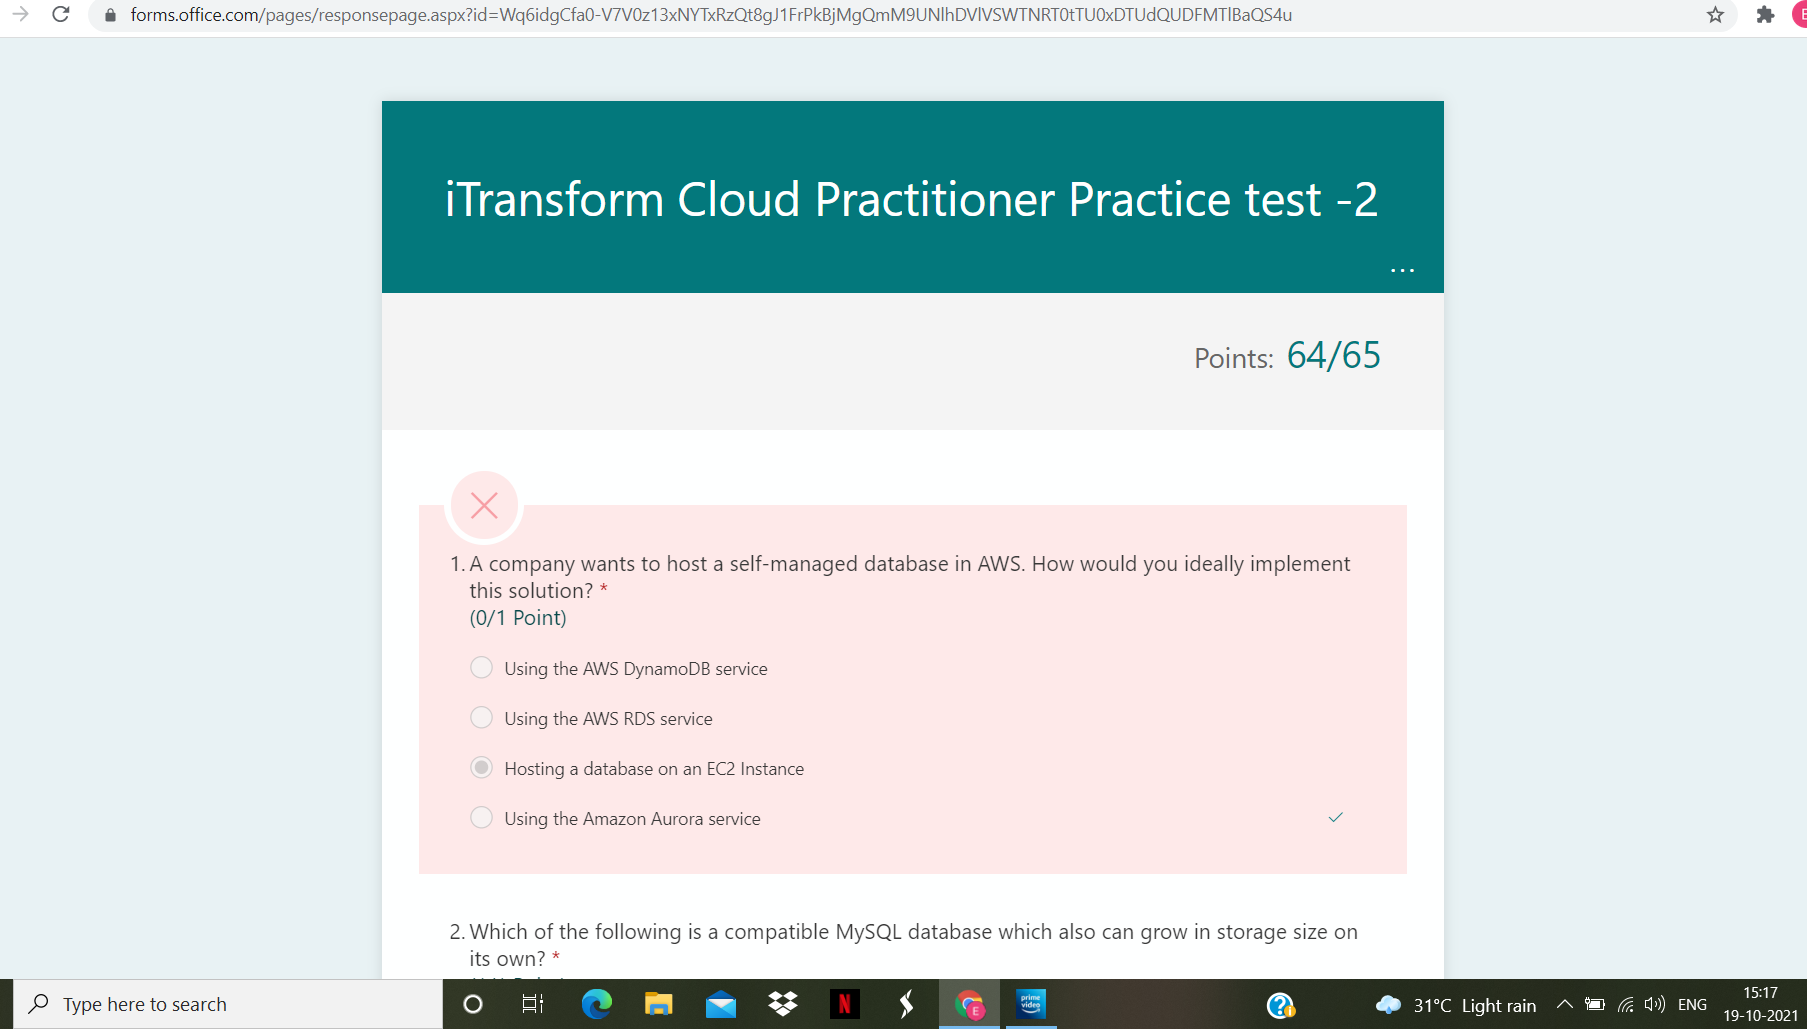 forms.office.com/pages/responsepage.aspx?id=Wq6idgCfa0-V7V0z13xNYTxRzQt8gJ1FrPkBjMgQmM9UNlhDVlVSWTNRT0tTU0xDTUdQUDFMTlBaQS4u
iTransform Cloud Practitioner Practice test -2
...
Points: 64/65
1. A company wants to host a self-managed database in AWS. How would you ideally implement
this solution? *
(0/1 Point)
Using the AWS DynamoDB service
Using the AWS RDS service
Hosting a database on an EC2 Instance
Using the Amazon Aurora service
2. Which of the following is a compatible MySQL database which also can grow in storage size on
its own? *
Type here to search
N
E
prime
video
31°C Light rain
ENG
15:17
19-10-2021